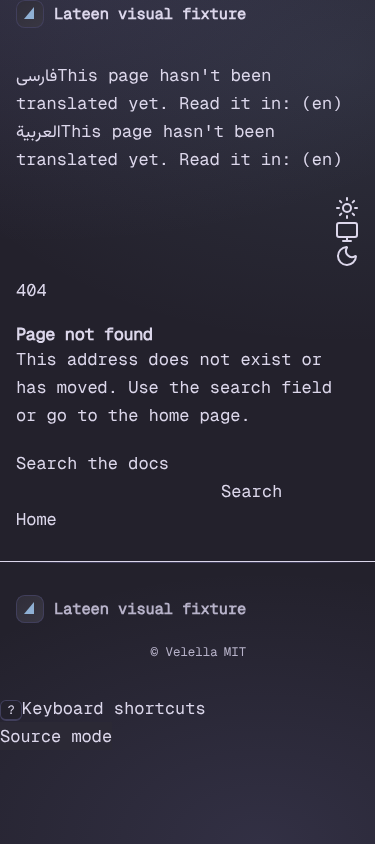 Lateen visual fixture
فارسیThis page hasn't been
translated yet. Read it in: (en)
العربيةThis page hasn't been
translated yet. Read it in: (en)
404
Page not found
This address does not exist or
has moved. Use the search field
or go to the home page.
Search the docs
Search
Home
Lateen visual fixture
© Velella MIT
?Keyboard shortcuts
Source mode